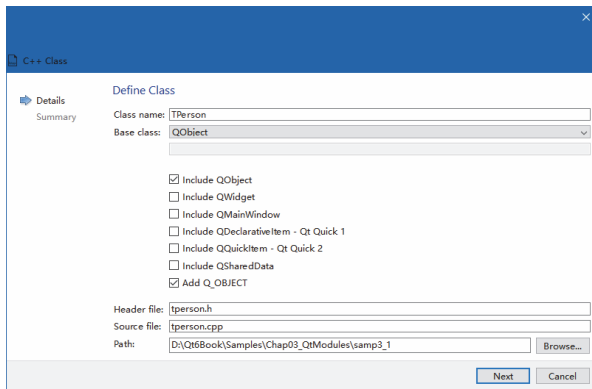 C++ Class
Details
Summary
Define Class
Class name: TPerson
Base class: QObject
Include QObject
Include QWidget
Include QMainWindow
Include QDeclarativeItem - Qt Quick 1
Include QQuickItem - Qt Quick 2
Include QSharedData
Add Q_OBJECT
Header file: tperson.h
Source file: tperson.cpp
Path: D:\Qt6Book\Samples\Chap03_QtModules\samp3_1 Browse...
Next Cancel